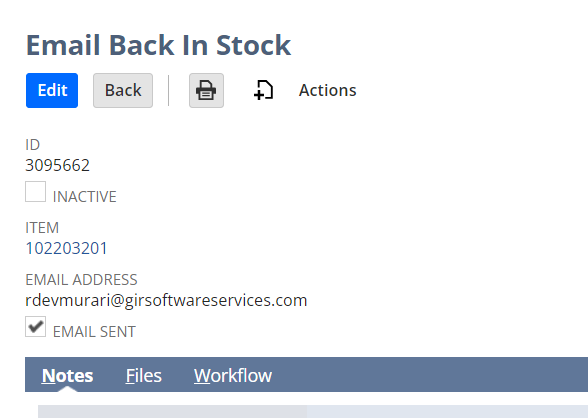 Email Back In Stock
Edit Back Actions
ID
3095662
INACTIVE
ITEM
102203201
EMAIL ADDRESS
rdevmurari@girsoftwareservices.com
EMAIL SENT
Notes Files Workflow